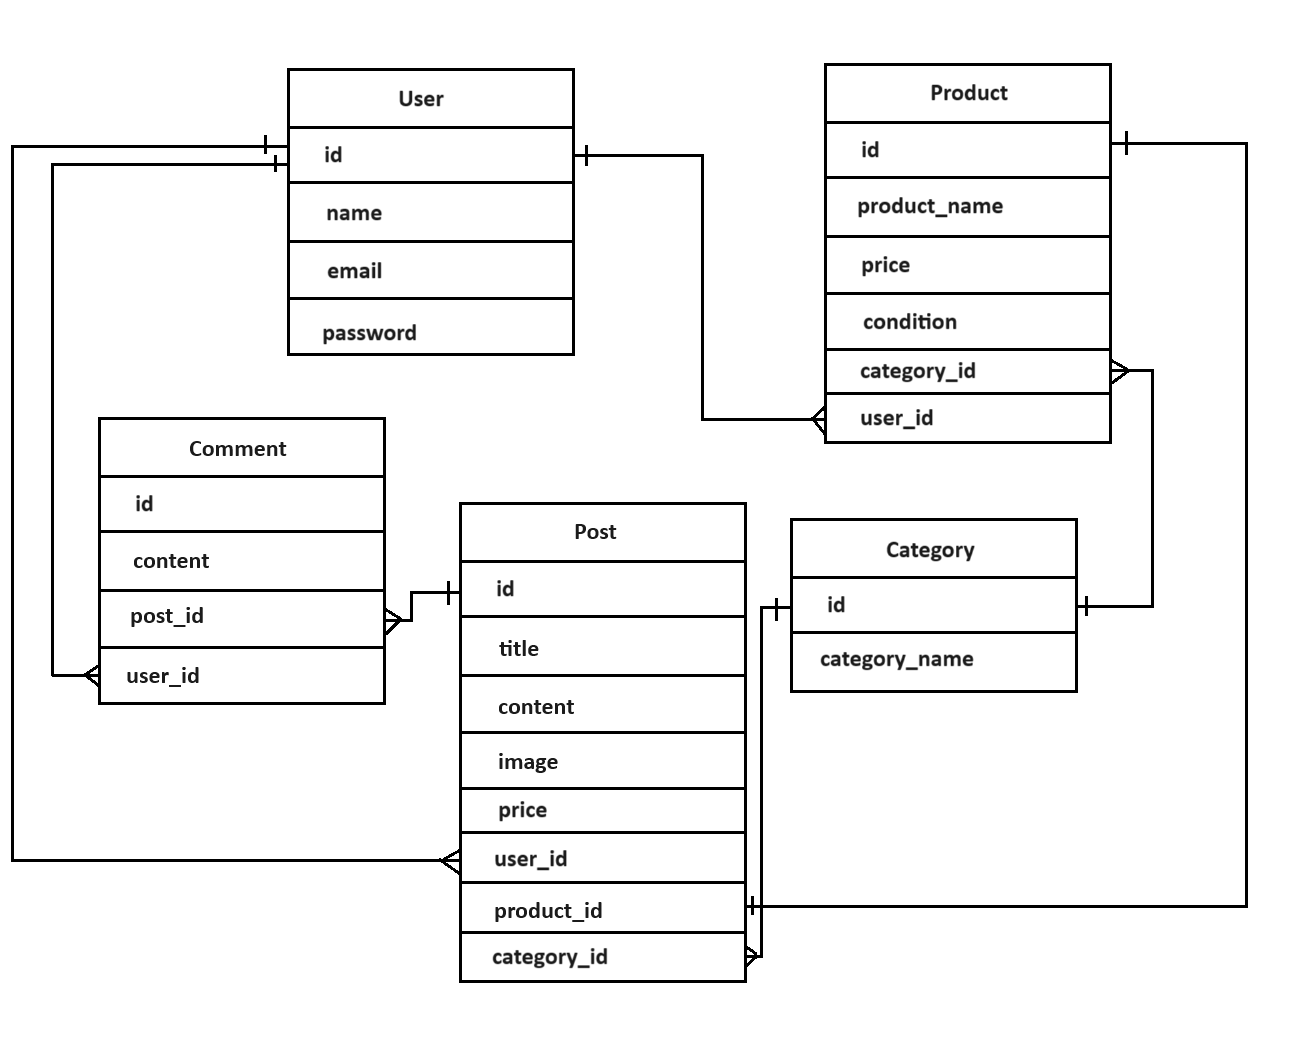 User
id
name
email
password
Product
id
product_name
price
condition
category_id
user_id
Comment
id
content
post_id
user_id
Post
id
title
content
image
price
user_id
product_id
category_id
Category
id
category_name